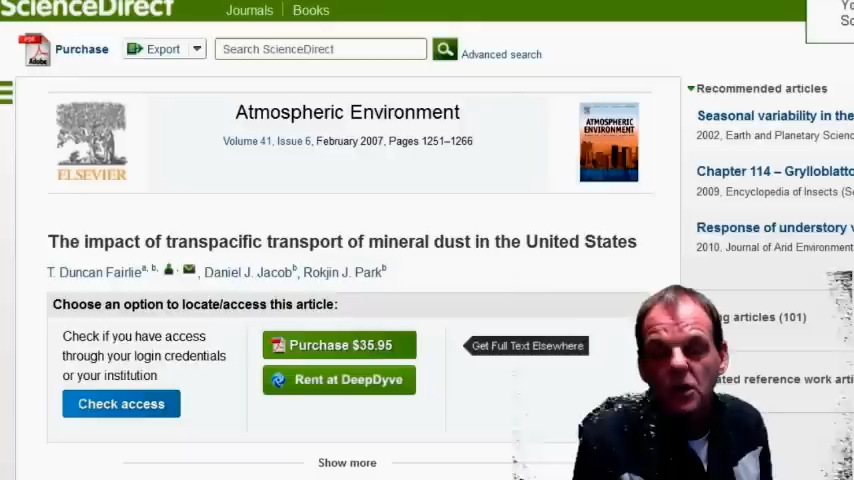 ScienceDirect
Journals
Books
Purchase
Export
Search ScienceDirect
Advanced search
Recommended articles
Atmospheric Environment
Volume 41, Issue 6, February 2007, Pages 1251–1266
ATMOSPHERIC
ENVIRONMENT
ELSEVIER
Seasonal variability in the
2002, Earth and Planetary Scienc
Chapter 114 – Grylloblatto
2009, Encyclopedia of Insects (S
Response of understory v
2010, Journal of Arid Environment
The impact of transpacific transport of mineral dust in the United States
T. Duncan Fairlie a, b, , Daniel J. Jacob b, Rokjin J. Park b
Choose an option to locate/access this article:
Check if you have access
through your login credentials
or your institution
Check access
Purchase $35.95
Rent at DeepDyve
Get Full Text Elsewhere
articles (101)
reference work arti
Show more